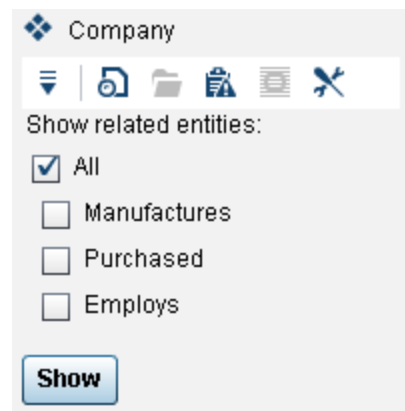 Company
Show related entities:
All
Manufactures
Purchased
Employs
Show